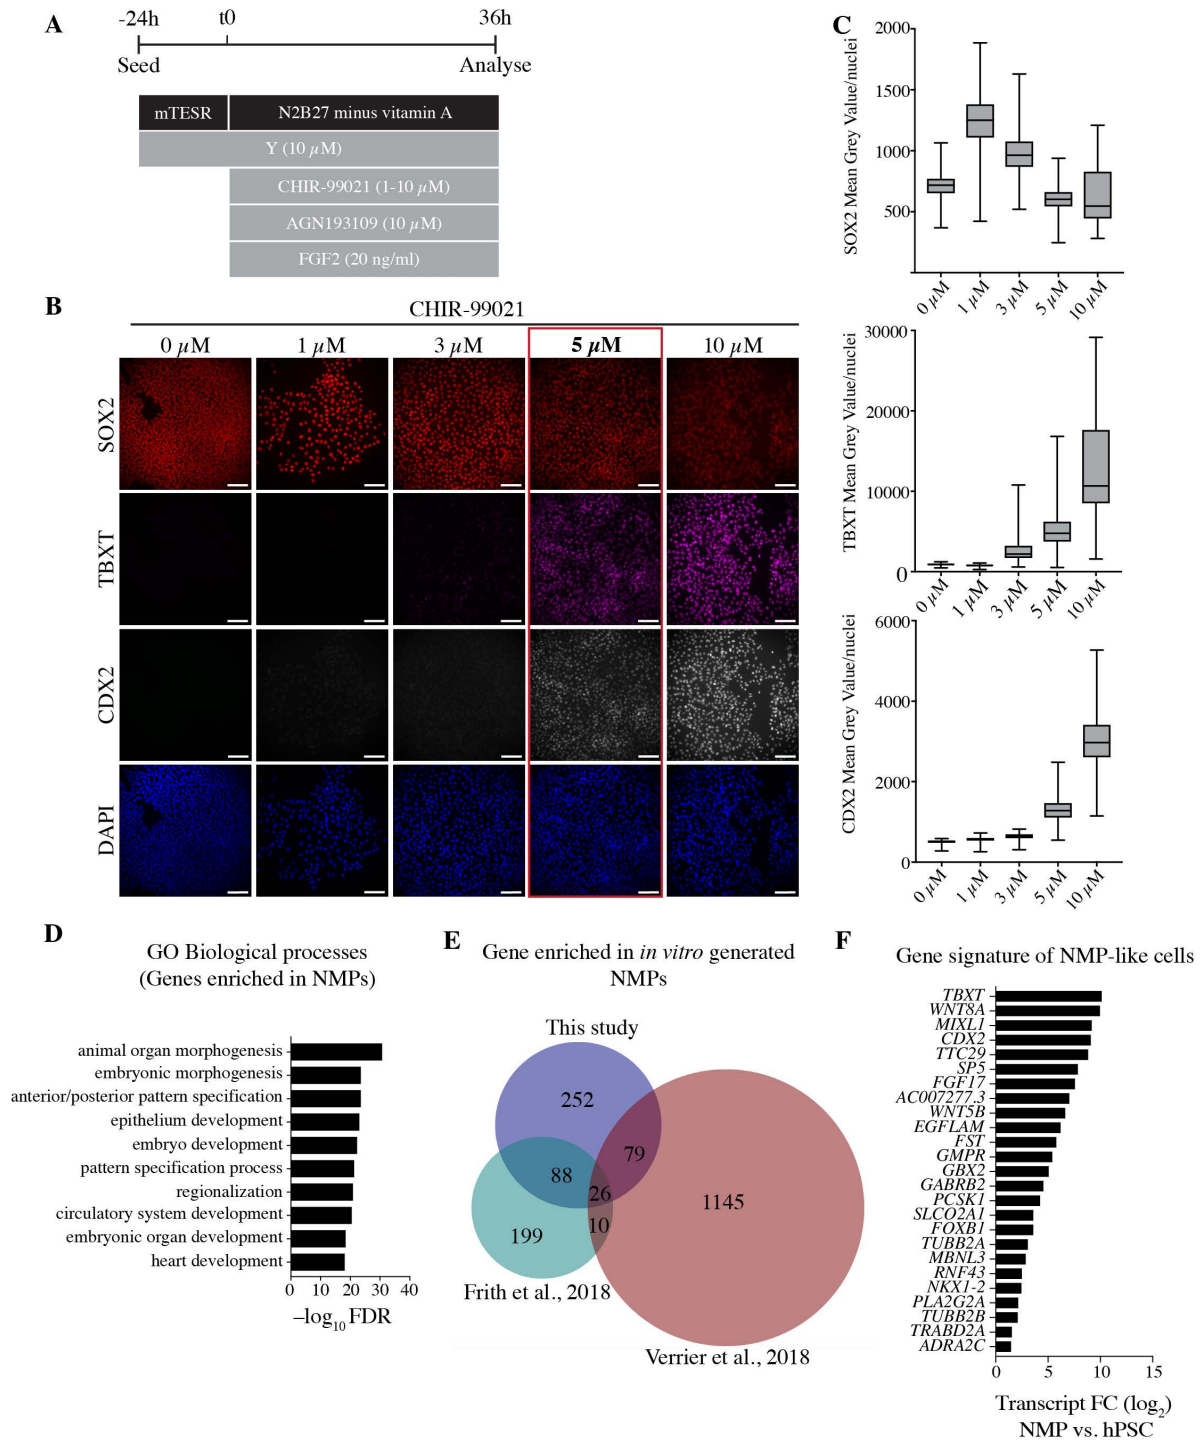 A
-24h t0 36h
Seed Analyse
mTESR N2B27 minus vitamin A
Y (10 µM)
CHIR-99021 (1-10 µM)
AGN193109 (10 µM)
FGF2 (20 ng/ml)
B
CHIR-99021
0 µM 1 µM 3 µM 5 µM 10 µM
SOX2
TBXT
CDX2
DAPI
C
SOX2 Mean Grey Value/nuclei
2000
1500
1000
500
0 µM 1 µM 3 µM 5 µM 10 µM
TBXT Mean Grey Value/nuclei
30000
20000
10000
0
0 µM 1 µM 3 µM 5 µM 10 µM
CDX2 Mean Grey Value/nuclei
6000
4000
2000
0
0 µM 1 µM 3 µM 5 µM 10 µM
D
GO Biological processes
(Genes enriched in NMPs)
animal organ morphogenesis
embryonic morphogenesis
anterior/posterior pattern specification
epithelium development
embryo development
pattern specification process
regionalization
circulatory system development
embryonic organ development
heart development
0 10 20 30 40
–log10 FDR
E
Gene enriched in in vitro generated
NMPs
This study
252
79
88
26
1145
10
199
Frith et al., 2018
Verrier et al., 2018
F
Gene signature of NMP-like cells
TBXT
WNT8A
MIXL1
CDX2
TTC29
SP5
FGF17
AC007277.3
WNT5B
EGFLAM
FST
GMPR
GBX2
GABRB2
PCSK1
SLCO2A1
FOXB1
TUBB2A
MBNL3
RNF43
NKX1-2
PLA2G2A
TUBB2B
TRABD2A
ADRA2C
0 5 10 15
Transcript FC (log2)
NMP vs. hPSC